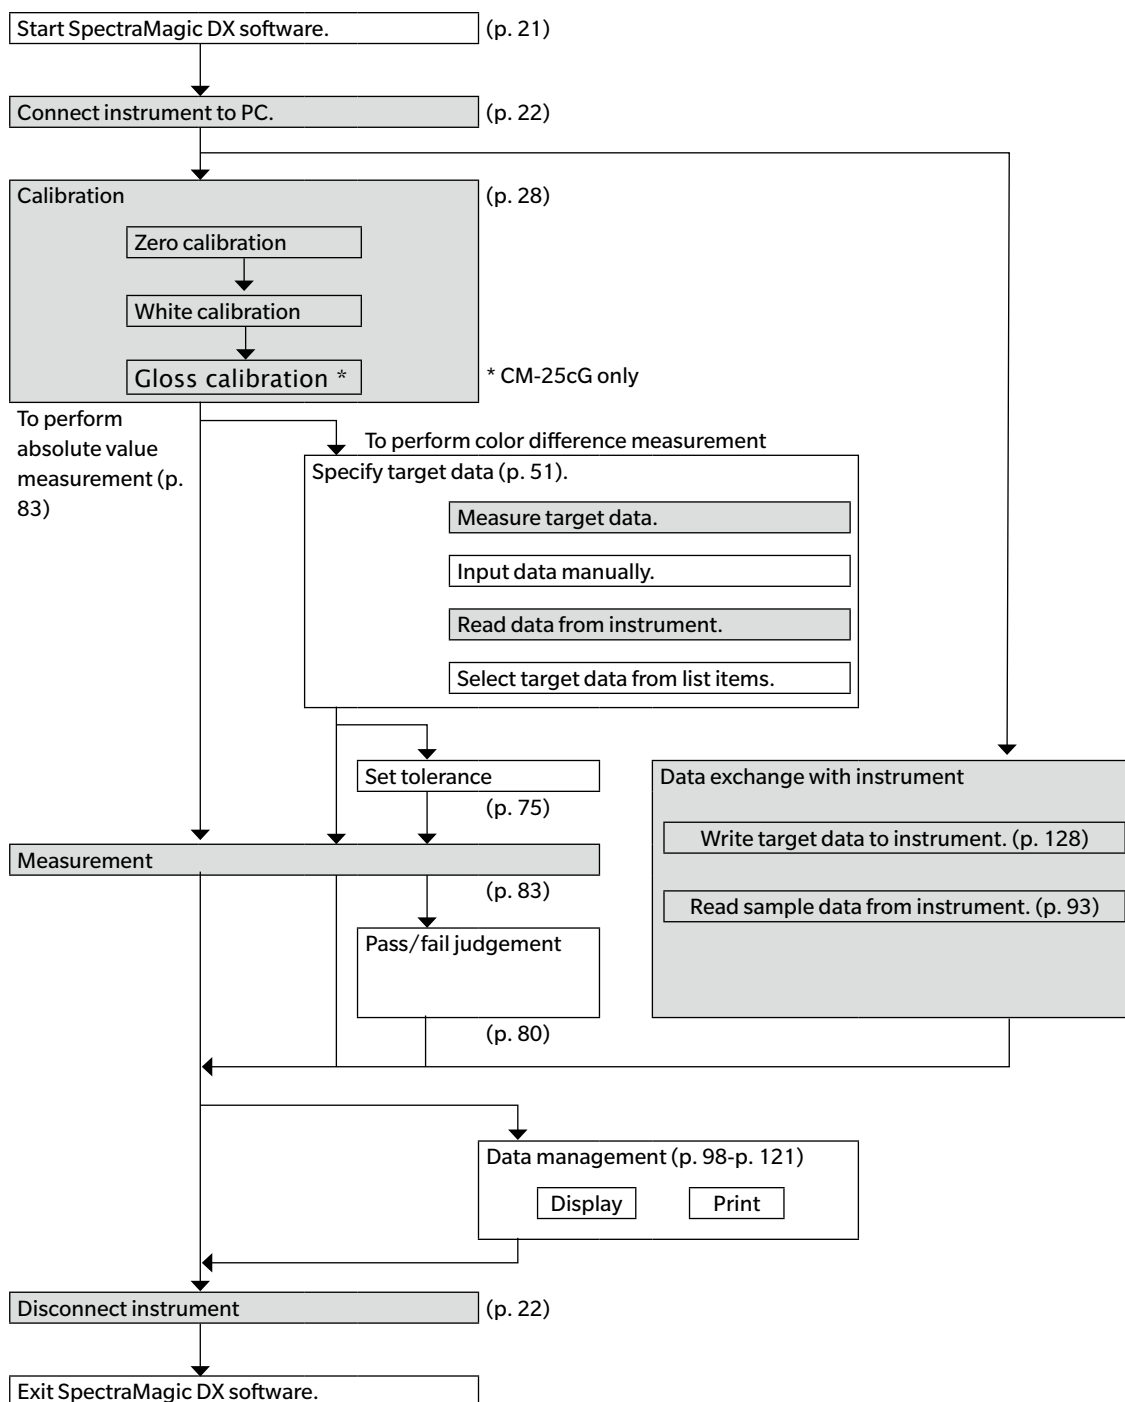 Start SpectraMagic DX software.
(p. 21)
Connect instrument to PC.
(p. 22)
Calibration
(p. 28)
Zero calibration
White calibration
Gloss calibration *
* CM-25cG only
To perform
absolute value
measurement (p.
83)
To perform color difference measurement
Specify target data (p. 51).
Measure target data.
Input data manually.
Read data from instrument.
Select target data from list items.
Set tolerance
(p. 75)
Data exchange with instrument
Write target data to instrument. (p. 128)
Read sample data from instrument. (p. 93)
Measurement
(p. 83)
Pass/fail judgement
(p. 80)
Data management (p. 98-p. 121)
Display
Print
Disconnect instrument
(p. 22)
Exit SpectraMagic DX software.